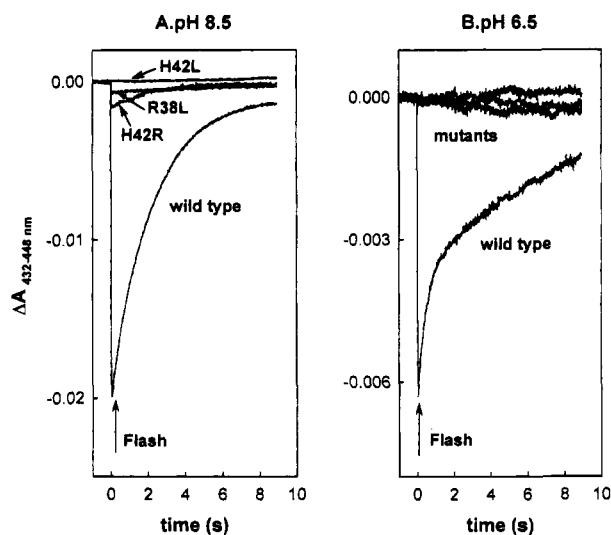 A.pH 8.5
B.pH 6.5
ΔA 432-448 nm
0.00
-0.01
-0.02
H42L
R38L
H42R
wild type
Flash
0 2 4 6 8 10
time (s)
0.000
-0.003
-0.006
mutants
wild type
Flash
0 2 4 6 8 10
time (s)